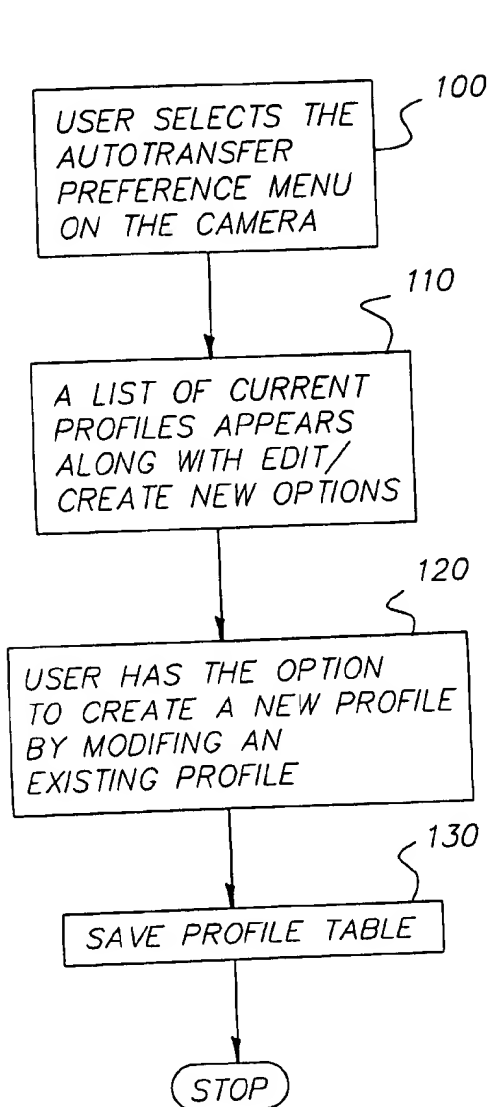 100
USER SELECTS THE
AUTOTRANSFER
PREFERENCE MENU
ON THE CAMERA
110
A LIST OF CURRENT
PROFILES APPEARS
ALONG WITH EDIT/
CREATE NEW OPTIONS
120
USER HAS THE OPTION
TO CREATE A NEW PROFILE
BY MODIFING AN
EXISTING PROFILE
130
SAVE PROFILE TABLE
STOP